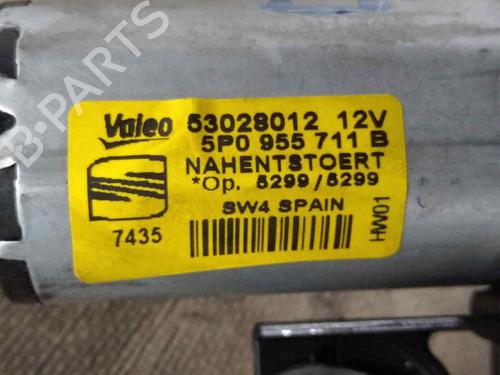 Valeo 53028012 12V
5P0 955 711 B
NAHENTSTOERT
*Op. 5299/5299
SW4 SPAIN
7435
HW01
B-PARTS